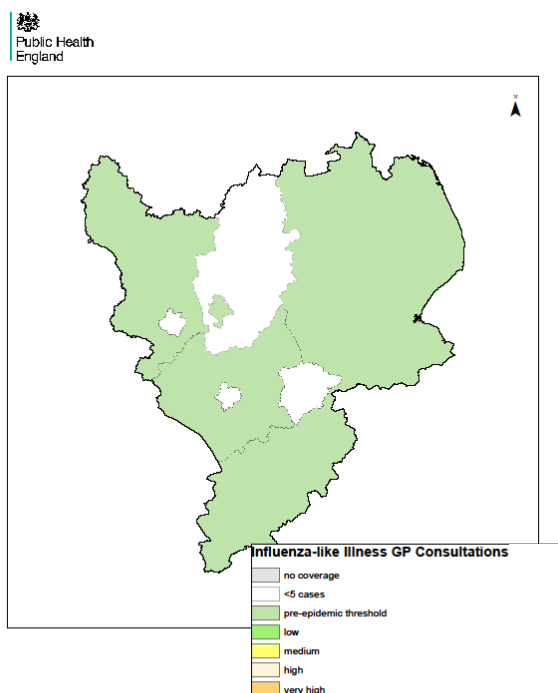 Public Health
England
N
Influenza-like Illness GP Consultations
no coverage
<5 cases
pre-epidemic threshold
low
medium
high
very high